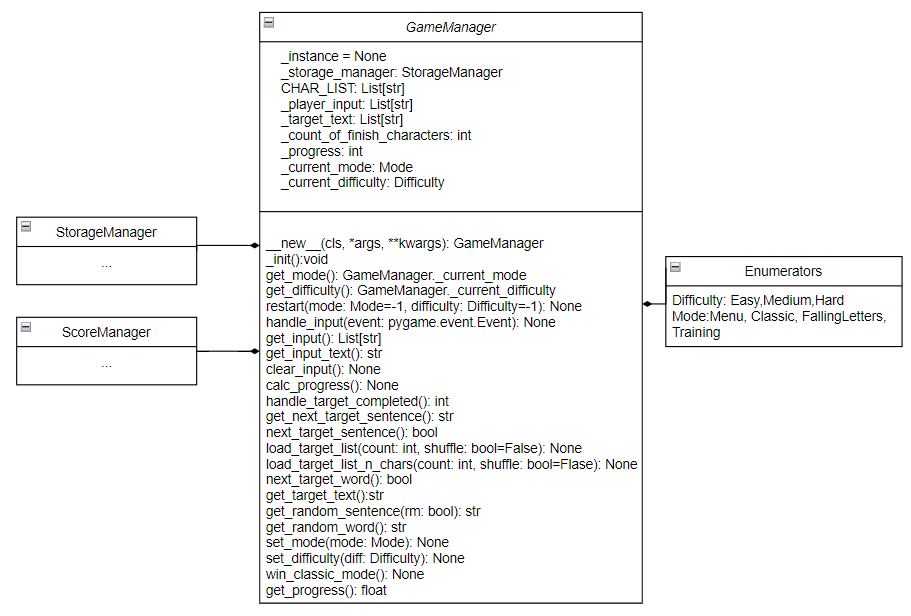 GameManager
_instance = None
_storage_manager: StorageManager
CHAR_LIST: List[str]
_player_input: List[str]
_target_text: List[str]
_count_of_finish_characters: int
_progress: int
_current_mode: Mode
_current_difficulty: Difficulty
__new__(cls, *args, **kwargs): GameManager
_init():void
get_mode(): GameManager._current_mode
get_difficulty(): GameManager._current_difficulty
restart(mode: Mode=-1, difficulty: Difficulty=-1): None
handle_input(event: pygame.event.Event): None
get_input(): List[str]
get_input_text(): str
clear_input(): None
calc_progress(): None
handle_target_completed(): int
get_next_target_sentence(): str
next_target_sentence(): bool
load_target_list(count: int, shuffle: bool=False): None
load_target_list_n_chars(count: int, shuffle: bool=Flase): None
next_target_word(): bool
get_target_text():str
get_random_sentence(rm: bool): str
get_random_word(): str
set_mode(mode: Mode): None
set_difficulty(diff: Difficulty): None
win_classic_mode(): None
get_progress(): float
StorageManager
...
ScoreManager
...
Enumerators
Difficulty: Easy,Medium,Hard
Mode:Menu, Classic, FallingLetters,
Training